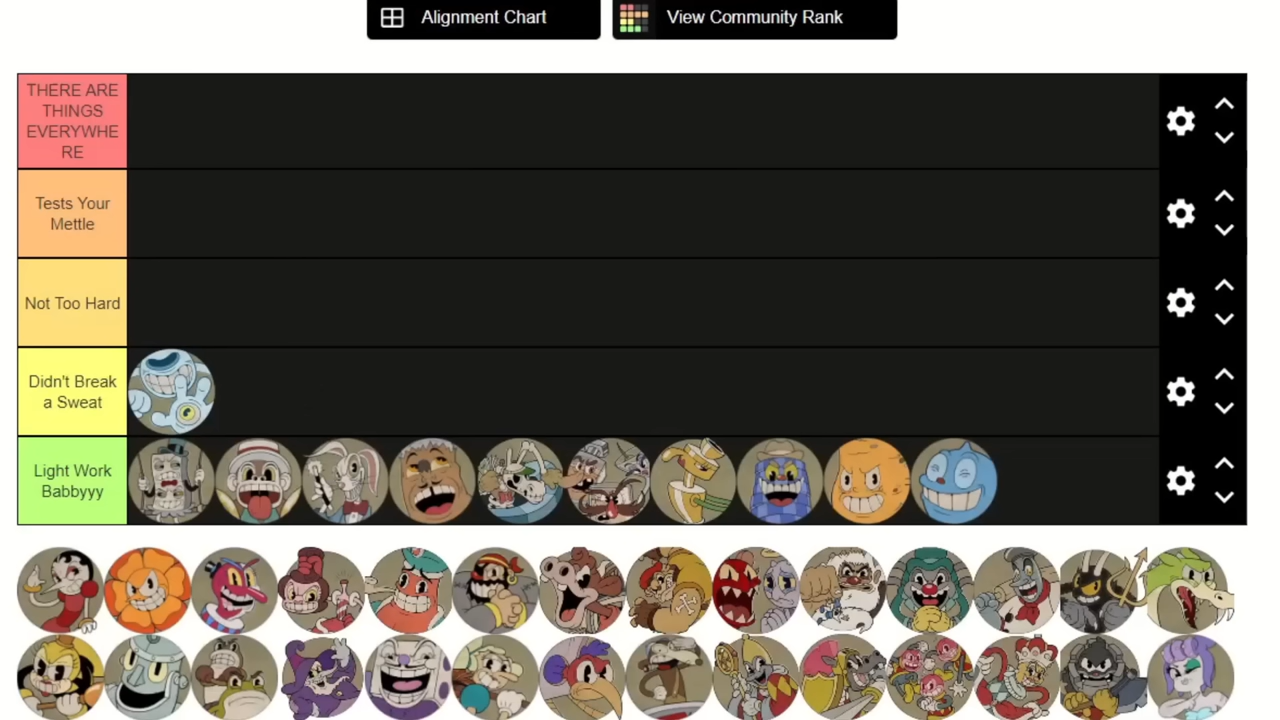 Alignment Chart
View Community Rank
THERE ARE
THINGS
EVERYWHE
RE
Tests Your
Mettle
Not Too Hard
Didn't Break
a Sweat
Light Work
Babbyyy